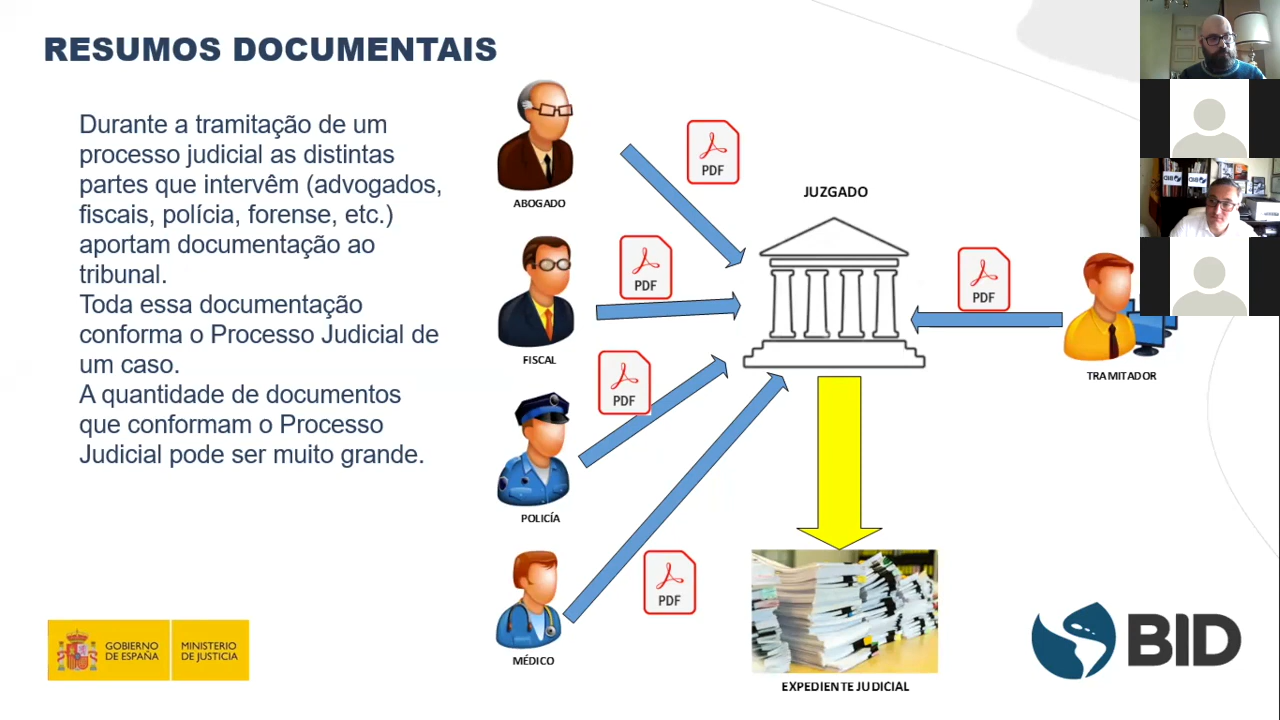 RESUMOS DOCUMENTAIS
Durante a tramitação de um
processo judicial as distintas
partes que intervêm (advogados,
fiscais, polícia, forense, etc.)
aportam documentação ao
tribunal.
Toda essa documentação
conforma o Processo Judicial de
um caso.
A quantidade de documentos
que conformam o Processo
Judicial pode ser muito grande.
ABOGADO
PDF
FISCAL
PDF
POLICÍA
PDF
MÉDICO
PDF
JUZGADO
PDF
TRAMITADOR
EXPEDIENTE JUDICIAL
GOBIERNO
DE ESPAÑA
MINISTERIO
DE JUSTICIA
BID